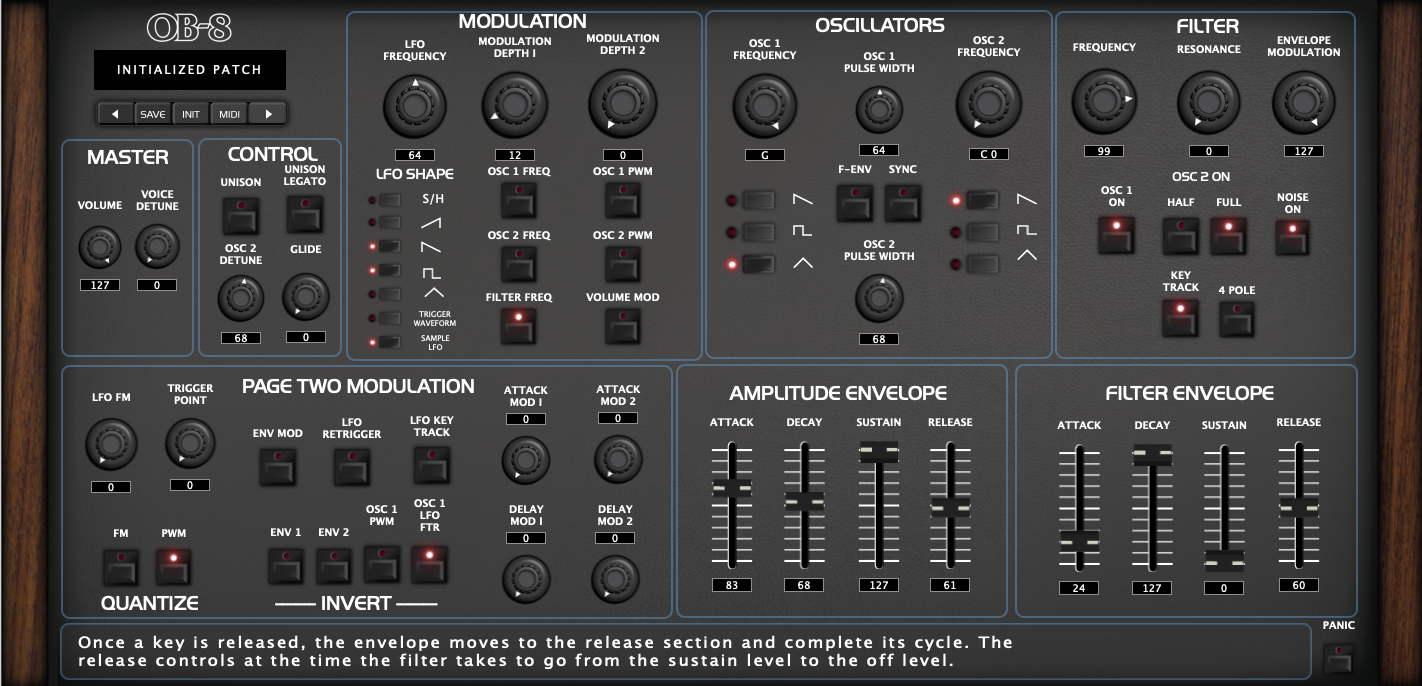 OB-8
INITIALIZED PATCH
SAVE INIT MIDI
MASTER
VOLUME
VOICE
DETUNE
127 0
CONTROL
UNISON
UNISON
LEGATO
OSC 2
DETUNE
GLIDE
68 0
MODULATION
LFO
FREQUENCY
MODULATION
DEPTH 1
MODULATION
DEPTH 2
64 12 0
LFO SHAPE
S/H
TRIGGER
WAVEFORM
SAMPLE
LFO
OSC 1 FREQ OSC 1 PWM
OSC 2 FREQ OSC 2 PWM
FILTER FREQ VOLUME MOD
OSCILLATORS
OSC 1
FREQUENCY
OSC 1
PULSE WIDTH
OSC 2
FREQUENCY
G 64 C 0
F-ENV SYNC
OSC 2
PULSE WIDTH
68
FILTER
FREQUENCY RESONANCE
ENVELOPE
MODULATION
99 0 127
OSC 2 ON
OSC 1
ON
HALF FULL
NOISE
ON
KEY
TRACK
4 POLE
PAGE TWO MODULATION
LFO FM
TRIGGER
POINT
0 0
FM PWM
QUANTIZE
ENV MOD
LFO
RETRIGGER
LFO KEY
TRACK
ENV 1 ENV 2
OSC 1
PWM
OSC 1
LFO
FTR
INVERT
ATTACK
MOD 1
0
ATTACK
MOD 2
0
DELAY
MOD 1
0
DELAY
MOD 2
0
AMPLITUDE ENVELOPE
ATTACK DECAY SUSTAIN RELEASE
83 68 127 61
FILTER ENVELOPE
ATTACK DECAY SUSTAIN RELEASE
24 127 0 60
Once a key is released, the envelope moves to the release section and complete its cycle. The
release controls at the time the filter takes to go from the sustain level to the off level.
PANIC